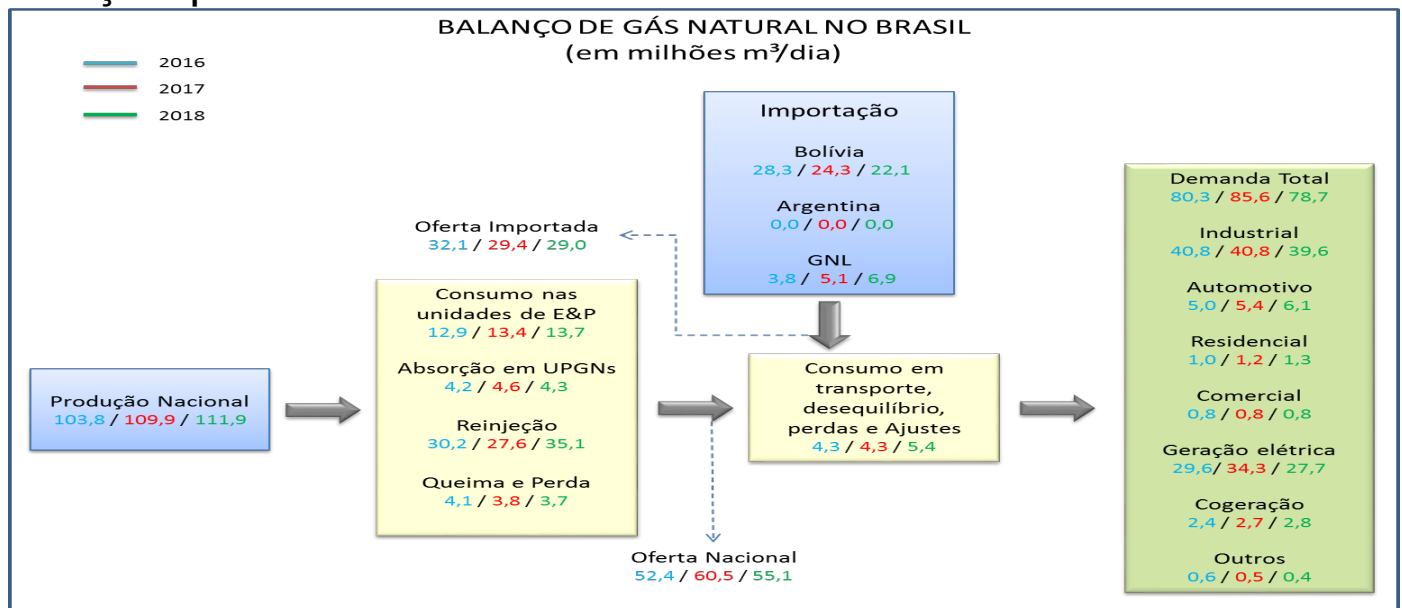 BALANÇO DE GÁS NATURAL NO BRASIL
(em milhões m³/dia)
2016
2017
2018
Importação
Bolívia
28,3 / 24,3 / 22,1
Argentina
0,0 / 0,0 / 0,0
GNL
3,8 / 5,1 / 6,9
Oferta Importada
32,1 / 29,4 / 29,0
Produção Nacional
103,8 / 109,9 / 111,9
Consumo nas
unidades de E&P
12,9 / 13,4 / 13,7
Absorção em UPGNs
4,2 / 4,6 / 4,3
Reinjeção
30,2 / 27,6 / 35,1
Queima e Perda
4,1 / 3,8 / 3,7
Oferta Nacional
52,4 / 60,5 / 55,1
Consumo em
transporte,
desequilíbrio,
perdas e Ajustes
4,3 / 4,3 / 5,4
Demanda Total
80,3 / 85,6 / 78,7
Industrial
40,8 / 40,8 / 39,6
Automotivo
5,0 / 5,4 / 6,1
Residencial
1,0 / 1,2 / 1,3
Comercial
0,8 / 0,8 / 0,8
Geração elétrica
29,6/ 34,3 / 27,7
Cogeração
2,4 / 2,7 / 2,8
Outros
0,6 / 0,5 / 0,4